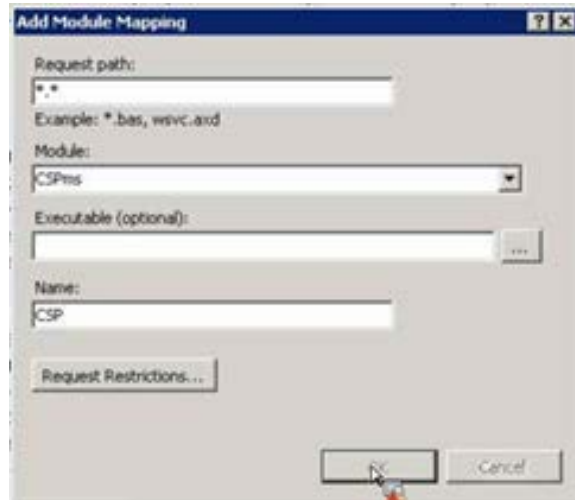 Add Module Mapping
Request path:
*.*
Example: *.bas, wsvc.axd
Module:
CSPms
Executable (optional):
...
Name:
CSP
Request Restrictions...
OK
Cancel